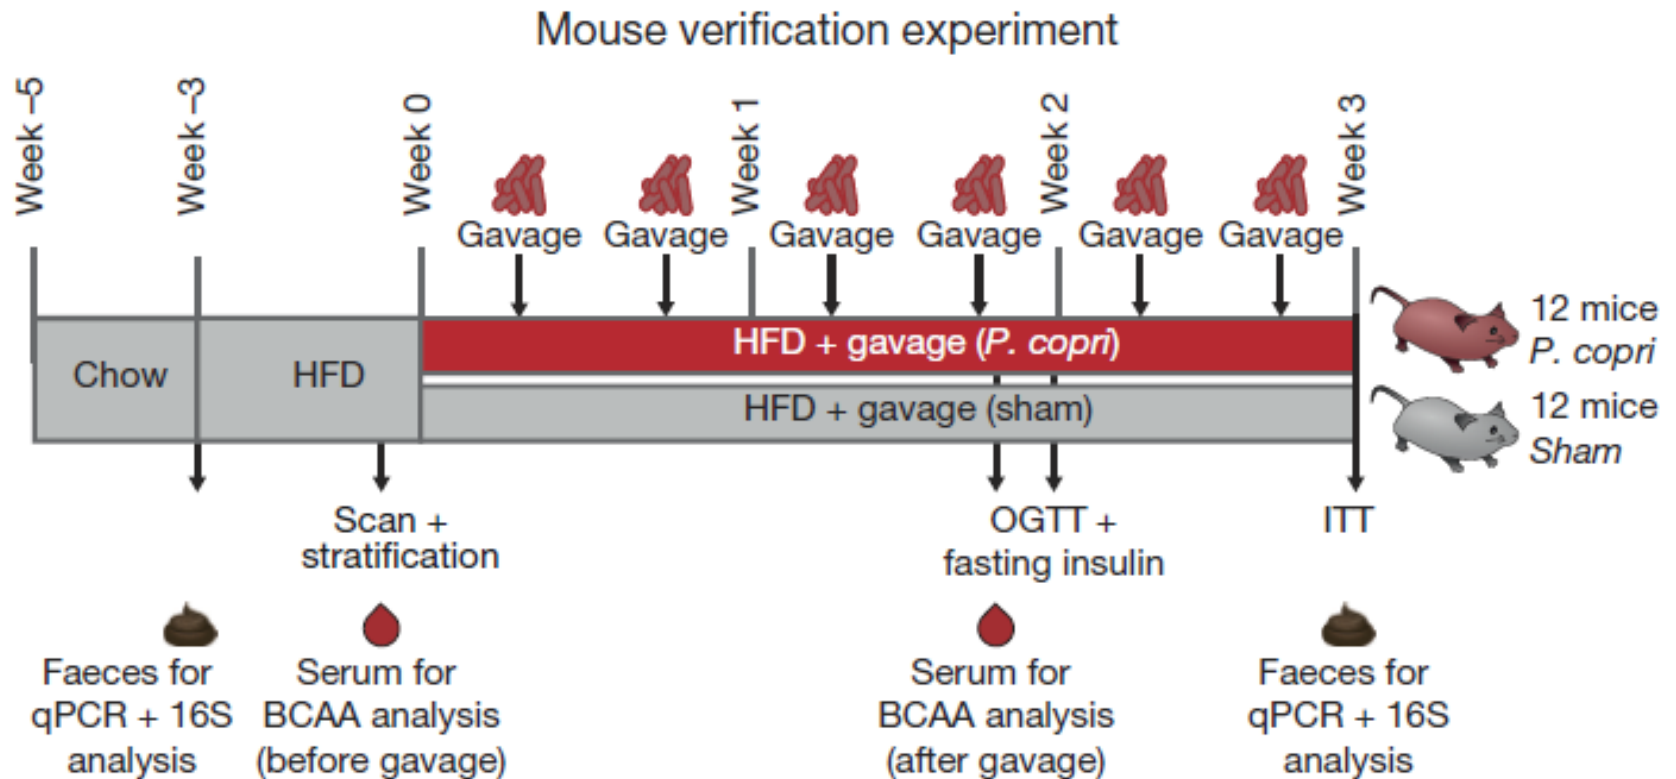 Mouse verification experiment
Week –5
Week –3
Week 0
Week 1
Week 2
Week 3
Gavage
Gavage
Gavage
Gavage
Gavage
Gavage
Chow
HFD
HFD + gavage (P. copri)
HFD + gavage (sham)
12 mice
P. copri
12 mice
Sham
Scan +
stratification
OGTT +
fasting insulin
ITT
Faeces for
qPCR + 16S
analysis
Serum for
BCAA analysis
(before gavage)
Serum for
BCAA analysis
(after gavage)
Faeces for
qPCR + 16S
analysis